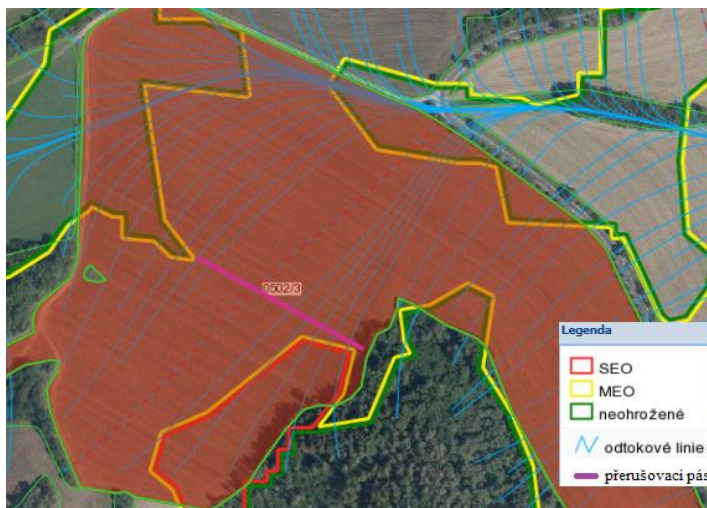 0502/3
Legenda
SEO
MEO
neohrožené
odtokové linie
přerušovací pás